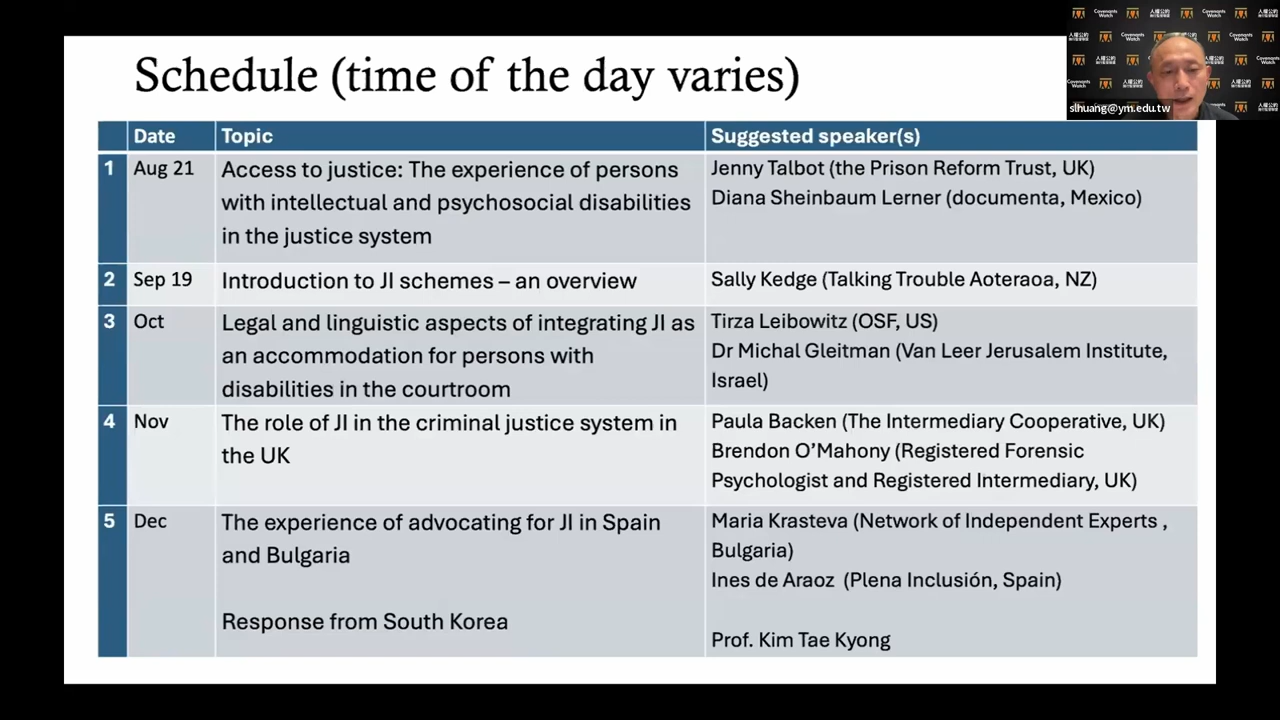 Schedule (time of the day varies)
Date Topic Suggested speaker(s)
1 Aug 21 Access to justice: The experience of persons
with intellectual and psychosocial disabilities
in the justice system
Jenny Talbot (the Prison Reform Trust, UK)
Diana Sheinbaum Lerner (documenta, Mexico)
2 Sep 19 Introduction to JI schemes – an overview
Sally Kedge (Talking Trouble Aoteraoa, NZ)
3 Oct Legal and linguistic aspects of integrating JI as
an accommodation for persons with
disabilities in the courtroom
Tirza Leibowitz (OSF, US)
Dr Michal Gleitman (Van Leer Jerusalem Institute,
Israel)
4 Nov The role of JI in the criminal justice system in
the UK
Paula Backen (The Intermediary Cooperative, UK)
Brendon O’Mahony (Registered Forensic
Psychologist and Registered Intermediary, UK)
5 Dec The experience of advocating for JI in Spain
and Bulgaria
Response from South Korea
Maria Krasteva (Network of Independent Experts ,
Bulgaria)
Ines de Araoz (Plena Inclusión, Spain)
Prof. Kim Tae Kyong
Covenants
Watch
人權公約
slhuang@ym.edu.tw